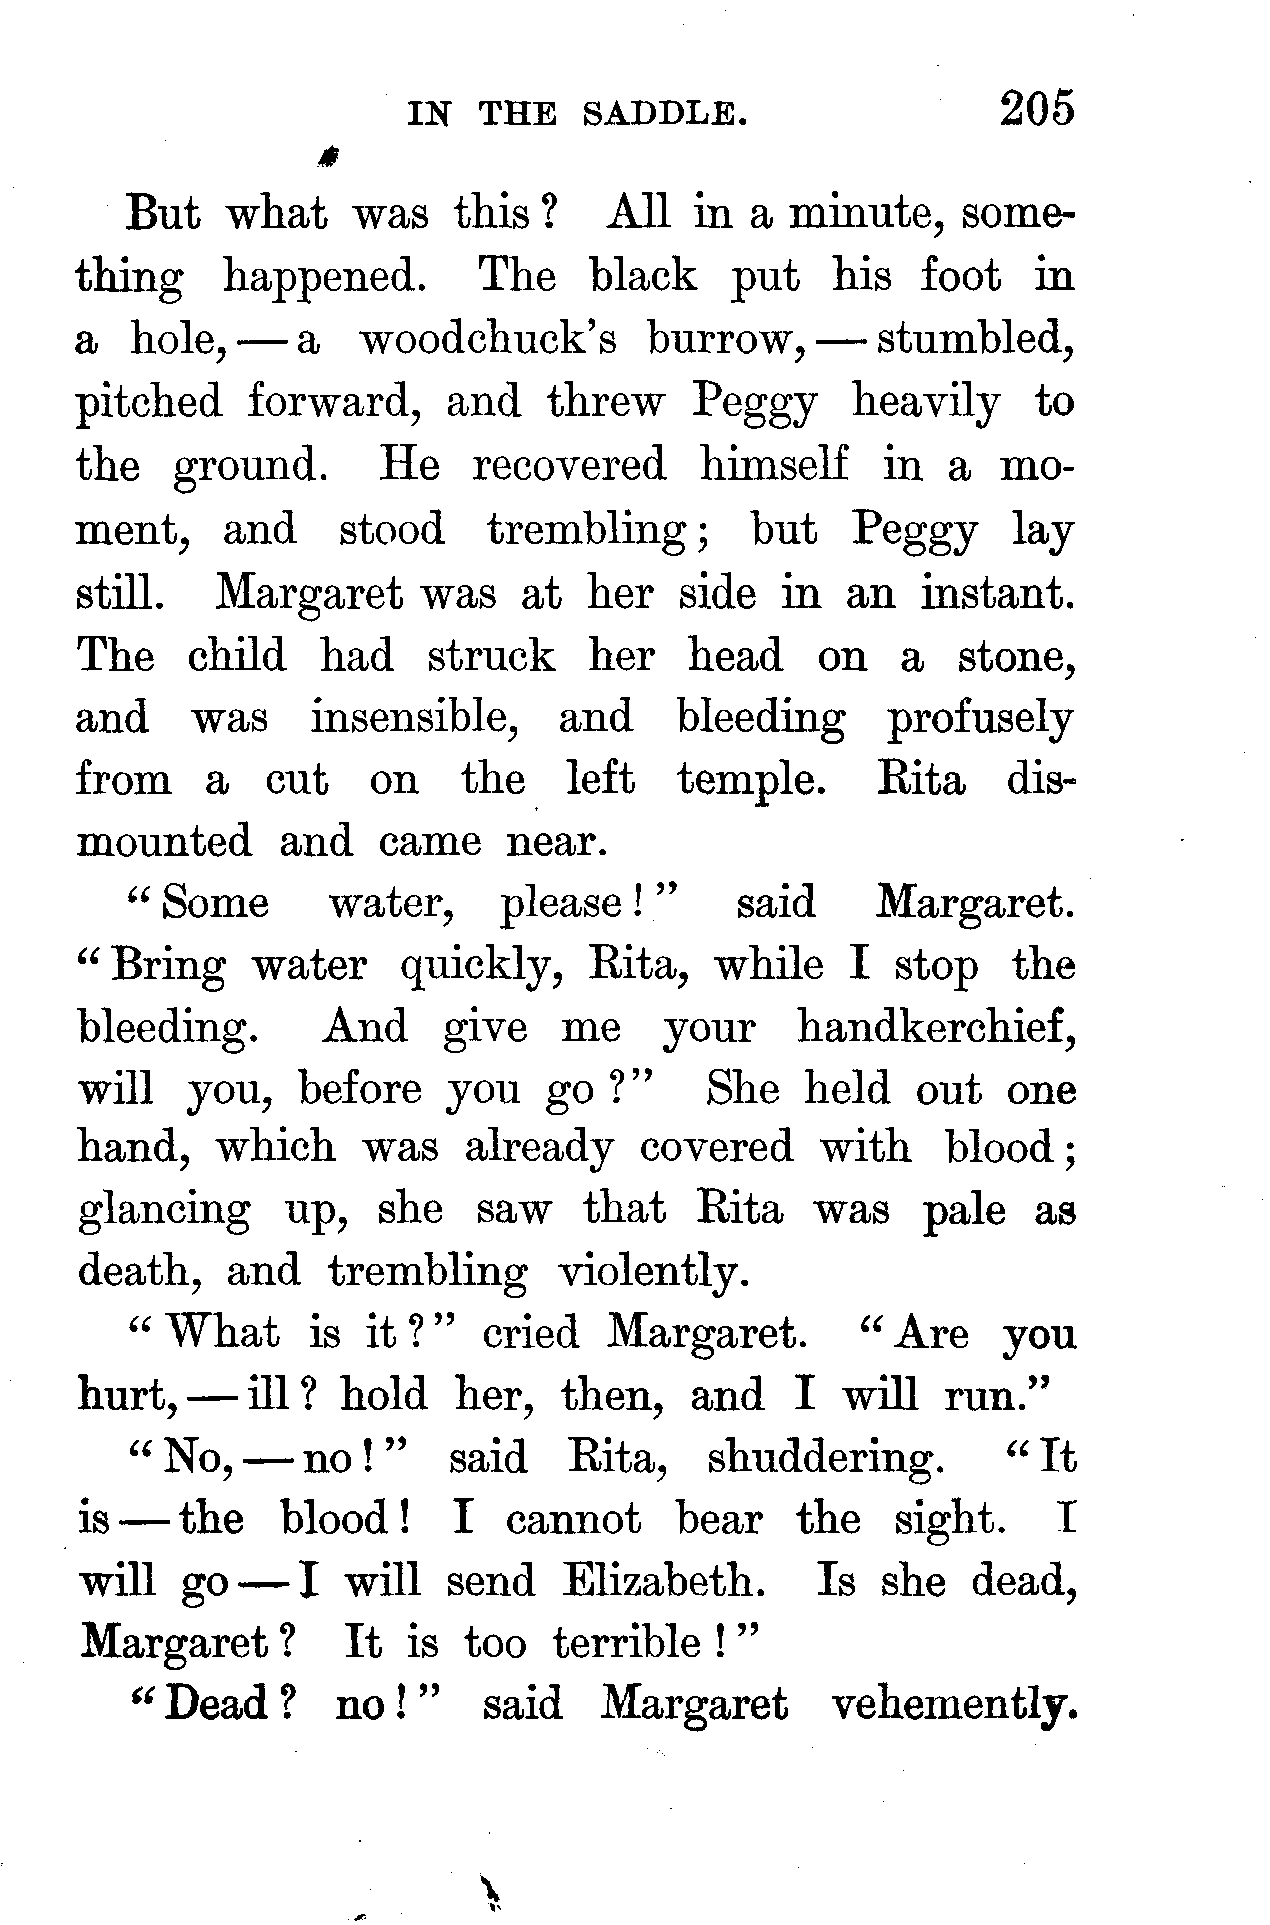 IN THE SADDLE. 205
But what was this? All in a minute, some-
thing happened. The black put his foot in
a hole,—a woodchuck's burrow,—stumbled,
pitched forward, and threw Peggy heavily to
the ground. He recovered himself in a mo-
ment, and stood trembling; but Peggy lay
still. Margaret was at her side in an instant.
The child had struck her head on a stone,
and was insensible, and bleeding profusely
from a cut on the left temple. Rita dis-
mounted and came near.
"Some water, please!" said Margaret.
"Bring water quickly, Rita, while I stop the
bleeding. And give me your handkerchief,
will you, before you go?" She held out one
hand, which was already covered with blood;
glancing up, she saw that Rita was pale as
death, and trembling violently.
"What is it?" cried Margaret. "Are you
hurt,—ill? hold her, then, and I will run."
"No,—no!" said Rita, shuddering. "It
is—the blood! I cannot bear the sight. I
will go—I will send Elizabeth. Is she dead,
Margaret? It is too terrible!"
"Dead? no!" said Margaret vehemently.